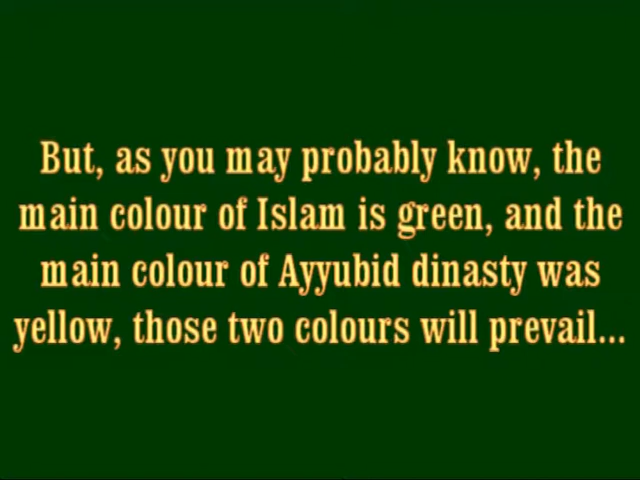 But, as you may probably know, the
main colour of Islam is green, and the
main colour of Ayyubid dinasty was
yellow, those two colours will prevail...